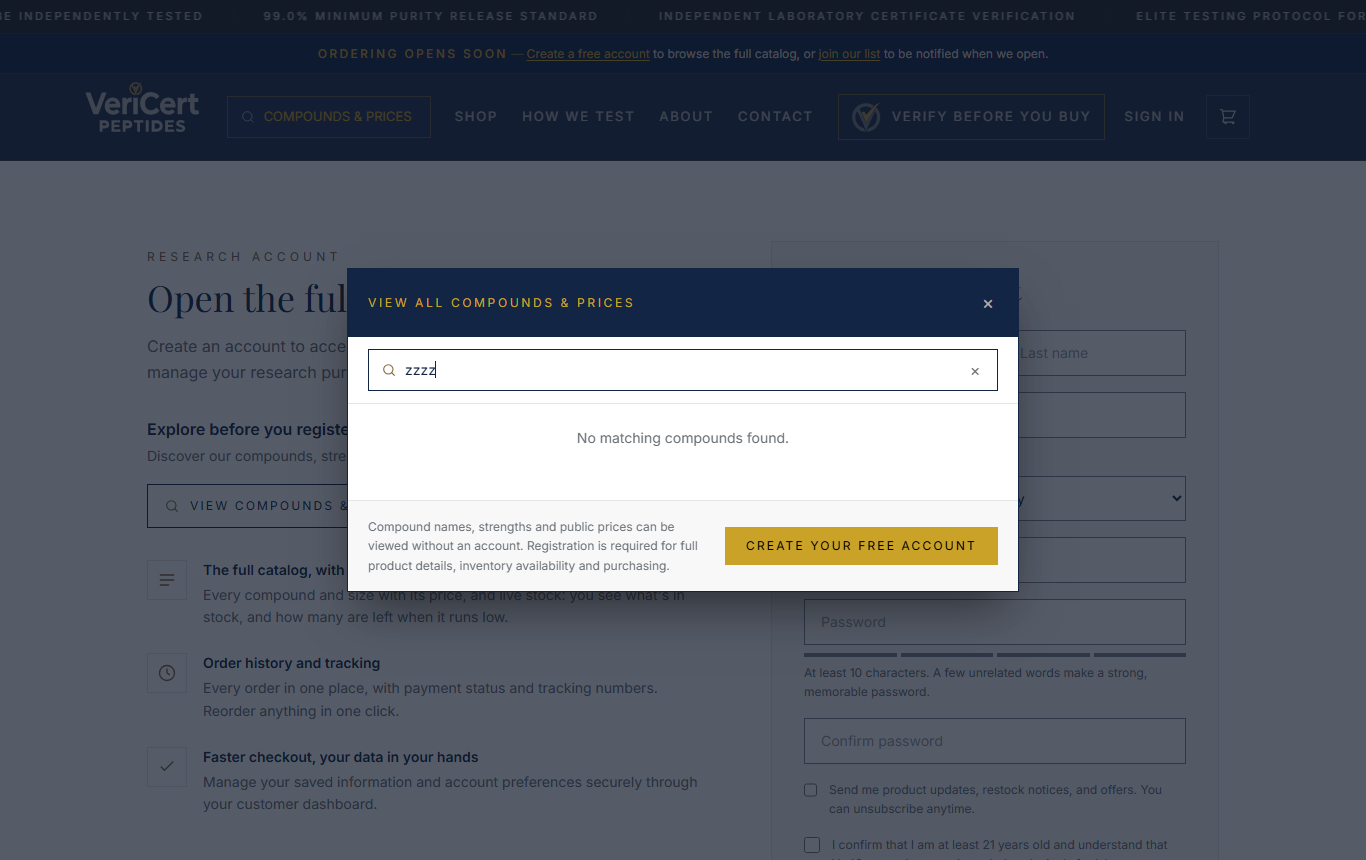 INDEPENDENTLY TESTED 99.0% MINIMUM PURITY RELEASE STANDARD INDEPENDENT LABORATORY CERTIFICATE VERIFICATION ELITE TESTING PROTOCOL FOR
ORDERING OPENS SOON — Create a free account to browse the full catalog, or join our list to be notified when we open.
VeriCert
PEPTIDES
COMPOUNDS & PRICES SHOP HOW WE TEST ABOUT CONTACT VERIFY BEFORE YOU BUY SIGN IN
RESEARCH ACCOUNT
Open the ful
Create an account to acce
manage your research pur
Explore before you registe
Discover our compounds, stre
VIEW COMPOUNDS &
VIEW ALL COMPOUNDS & PRICES ×
zzzz ×
No matching compounds found.
Compound names, strengths and public prices can be
viewed without an account. Registration is required for full
product details, inventory availability and purchasing.
CREATE YOUR FREE ACCOUNT
The full catalog, with
Every compound and size with its price, and live stock: you see what's in
stock, and how many are left when it runs low.
Order history and tracking
Every order in one place, with payment status and tracking numbers.
Reorder anything in one click.
Faster checkout, your data in your hands
Manage your saved information and account preferences securely through
your customer dashboard.
Last name
y
Password
At least 10 characters. A few unrelated words make a strong,
memorable password.
Confirm password
Send me product updates, restock notices, and offers. You
can unsubscribe anytime.
I confirm that I am at least 21 years old and understand that